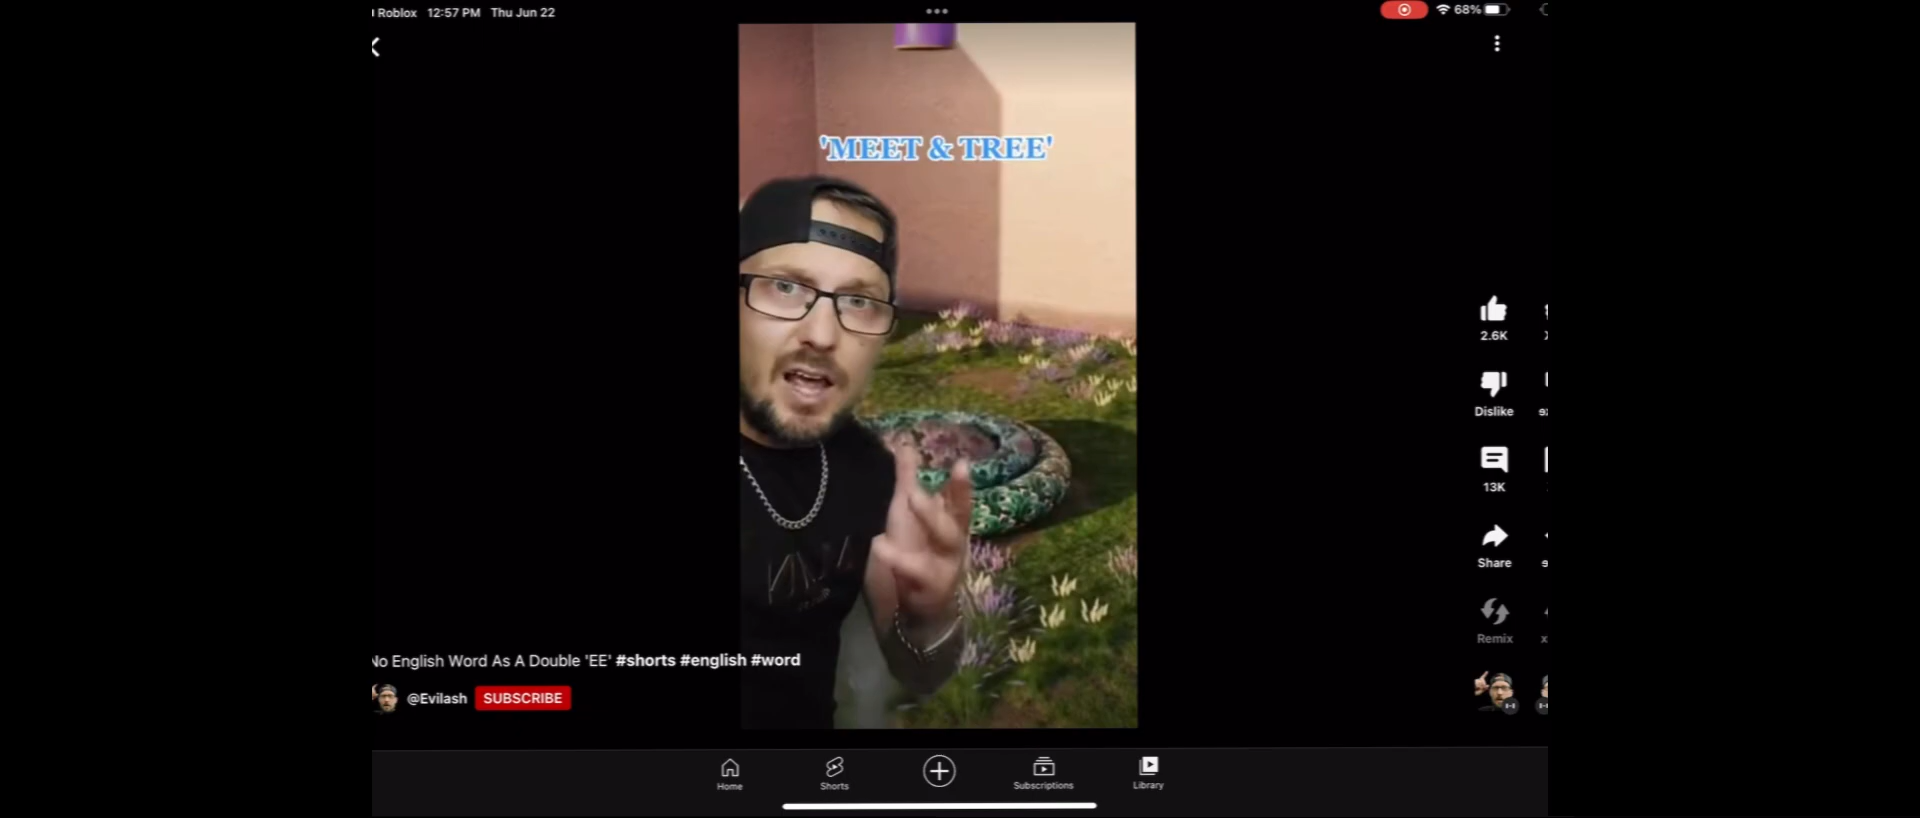 Roblox 12:57 PM Thu Jun 22
68%
'MEET & TREE'
2.6K
Dislike
13K
Share
Remix
No English Word As A Double 'EE' #shorts #english #word
@Evilash SUBSCRIBE
Home Shorts Subscriptions Library